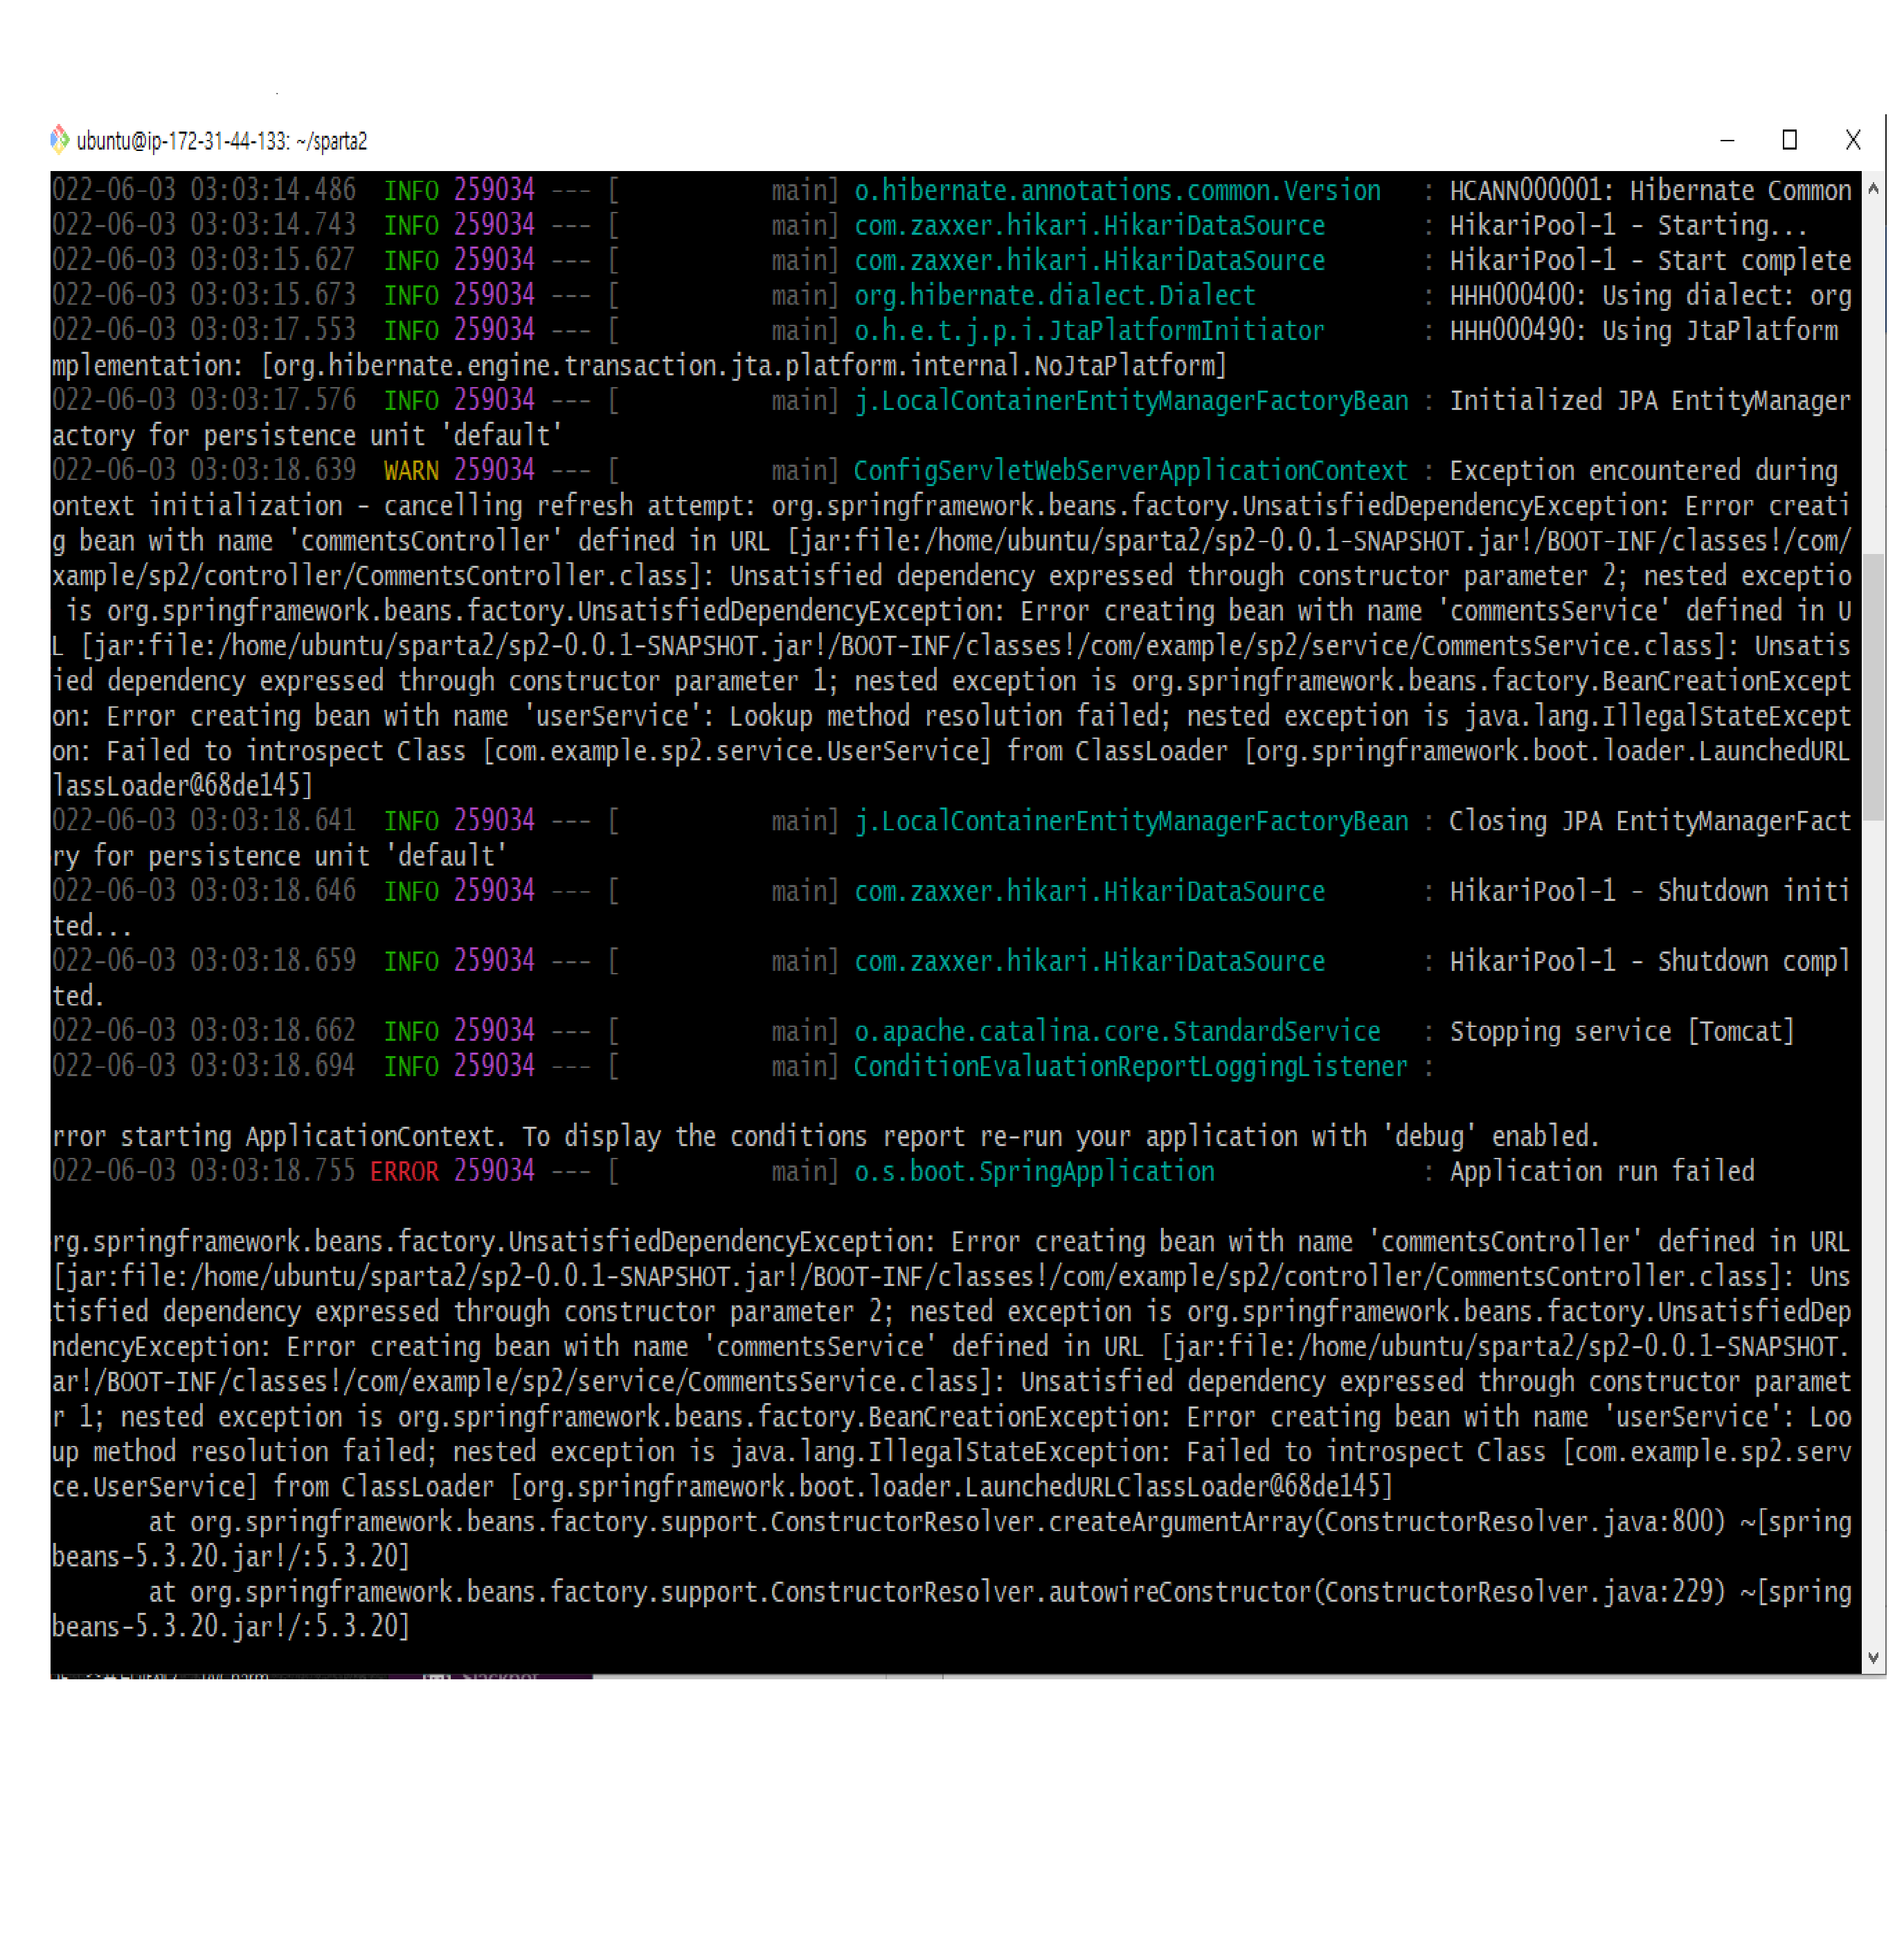 ubuntu@ip-172-31-44-133: ~/sparta2
022-06-03 03:03:14.486 INFO 259034 --- [ main] o.hibernate.annotations.common.Version : HCANN000001: Hibernate Common
022-06-03 03:03:14.743 INFO 259034 --- [ main] com.zaxxer.hikari.HikariDataSource : HikariPool-1 - Starting...
022-06-03 03:03:15.627 INFO 259034 --- [ main] com.zaxxer.hikari.HikariDataSource : HikariPool-1 - Start complete
022-06-03 03:03:15.673 INFO 259034 --- [ main] org.hibernate.dialect.Dialect : HHH000400: Using dialect: org
022-06-03 03:03:17.553 INFO 259034 --- [ main] o.h.e.t.j.p.i.JtaPlatformInitiator : HHH000490: Using JtaPlatform
mplementation: [org.hibernate.engine.transaction.jta.platform.internal.NoJtaPlatform]
022-06-03 03:03:17.576 INFO 259034 --- [ main] j.LocalContainerEntityManagerFactoryBean : Initialized JPA EntityManager
actory for persistence unit 'default'
022-06-03 03:03:18.639 WARN 259034 --- [ main] ConfigServletWebServerApplicationContext : Exception encountered during
ontext initialization - cancelling refresh attempt: org.springframework.beans.factory.UnsatisfiedDependencyException: Error creati
g bean with name 'commentsController' defined in URL [jar:file:/home/ubuntu/sparta2/sp2-0.0.1-SNAPSHOT.jar!/BOOT-INF/classes!/com/
xample/sp2/controller/CommentsController.class]: Unsatisfied dependency expressed through constructor parameter 2; nested exceptio
is org.springframework.beans.factory.UnsatisfiedDependencyException: Error creating bean with name 'commentsService' defined in U
L [jar:file:/home/ubuntu/sparta2/sp2-0.0.1-SNAPSHOT.jar!/BOOT-INF/classes!/com/example/sp2/service/CommentsService.class]: Unsatis
ied dependency expressed through constructor parameter 1; nested exception is org.springframework.beans.factory.BeanCreationExcept
on: Error creating bean with name 'userService': Lookup method resolution failed; nested exception is java.lang.IllegalStateExcept
on: Failed to introspect Class [com.example.sp2.service.UserService] from ClassLoader [org.springframework.boot.loader.LaunchedURL
lassLoader@68de145]
022-06-03 03:03:18.641 INFO 259034 --- [ main] j.LocalContainerEntityManagerFactoryBean : Closing JPA EntityManagerFact
ry for persistence unit 'default'
022-06-03 03:03:18.646 INFO 259034 --- [ main] com.zaxxer.hikari.HikariDataSource : HikariPool-1 - Shutdown initi
ted...
022-06-03 03:03:18.659 INFO 259034 --- [ main] com.zaxxer.hikari.HikariDataSource : HikariPool-1 - Shutdown compl
ted.
022-06-03 03:03:18.662 INFO 259034 --- [ main] o.apache.catalina.core.StandardService : Stopping service [Tomcat]
022-06-03 03:03:18.694 INFO 259034 --- [ main] ConditionEvaluationReportLoggingListener :
rror starting ApplicationContext. To display the conditions report re-run your application with 'debug' enabled.
022-06-03 03:03:18.755 ERROR 259034 --- [ main] o.s.boot.SpringApplication : Application run failed
rg.springframework.beans.factory.UnsatisfiedDependencyException: Error creating bean with name 'commentsController' defined in URL
[jar:file:/home/ubuntu/sparta2/sp2-0.0.1-SNAPSHOT.jar!/BOOT-INF/classes!/com/example/sp2/controller/CommentsController.class]: Uns
tisfied dependency expressed through constructor parameter 2; nested exception is org.springframework.beans.factory.UnsatisfiedDep
ndencyException: Error creating bean with name 'commentsService' defined in URL [jar:file:/home/ubuntu/sparta2/sp2-0.0.1-SNAPSHOT.
ar!/BOOT-INF/classes!/com/example/sp2/service/CommentsService.class]: Unsatisfied dependency expressed through constructor paramet
r 1; nested exception is org.springframework.beans.factory.BeanCreationException: Error creating bean with name 'userService': Loo
up method resolution failed; nested exception is java.lang.IllegalStateException: Failed to introspect Class [com.example.sp2.serv
ce.UserService] from ClassLoader [org.springframework.boot.loader.LaunchedURLClassLoader@68de145]
at org.springframework.beans.factory.support.ConstructorResolver.createArgumentArray(ConstructorResolver.java:800) ~[spring
beans-5.3.20.jar!/:5.3.20]
at org.springframework.beans.factory.support.ConstructorResolver.autowireConstructor(ConstructorResolver.java:229) ~[spring
beans-5.3.20.jar!/:5.3.20]